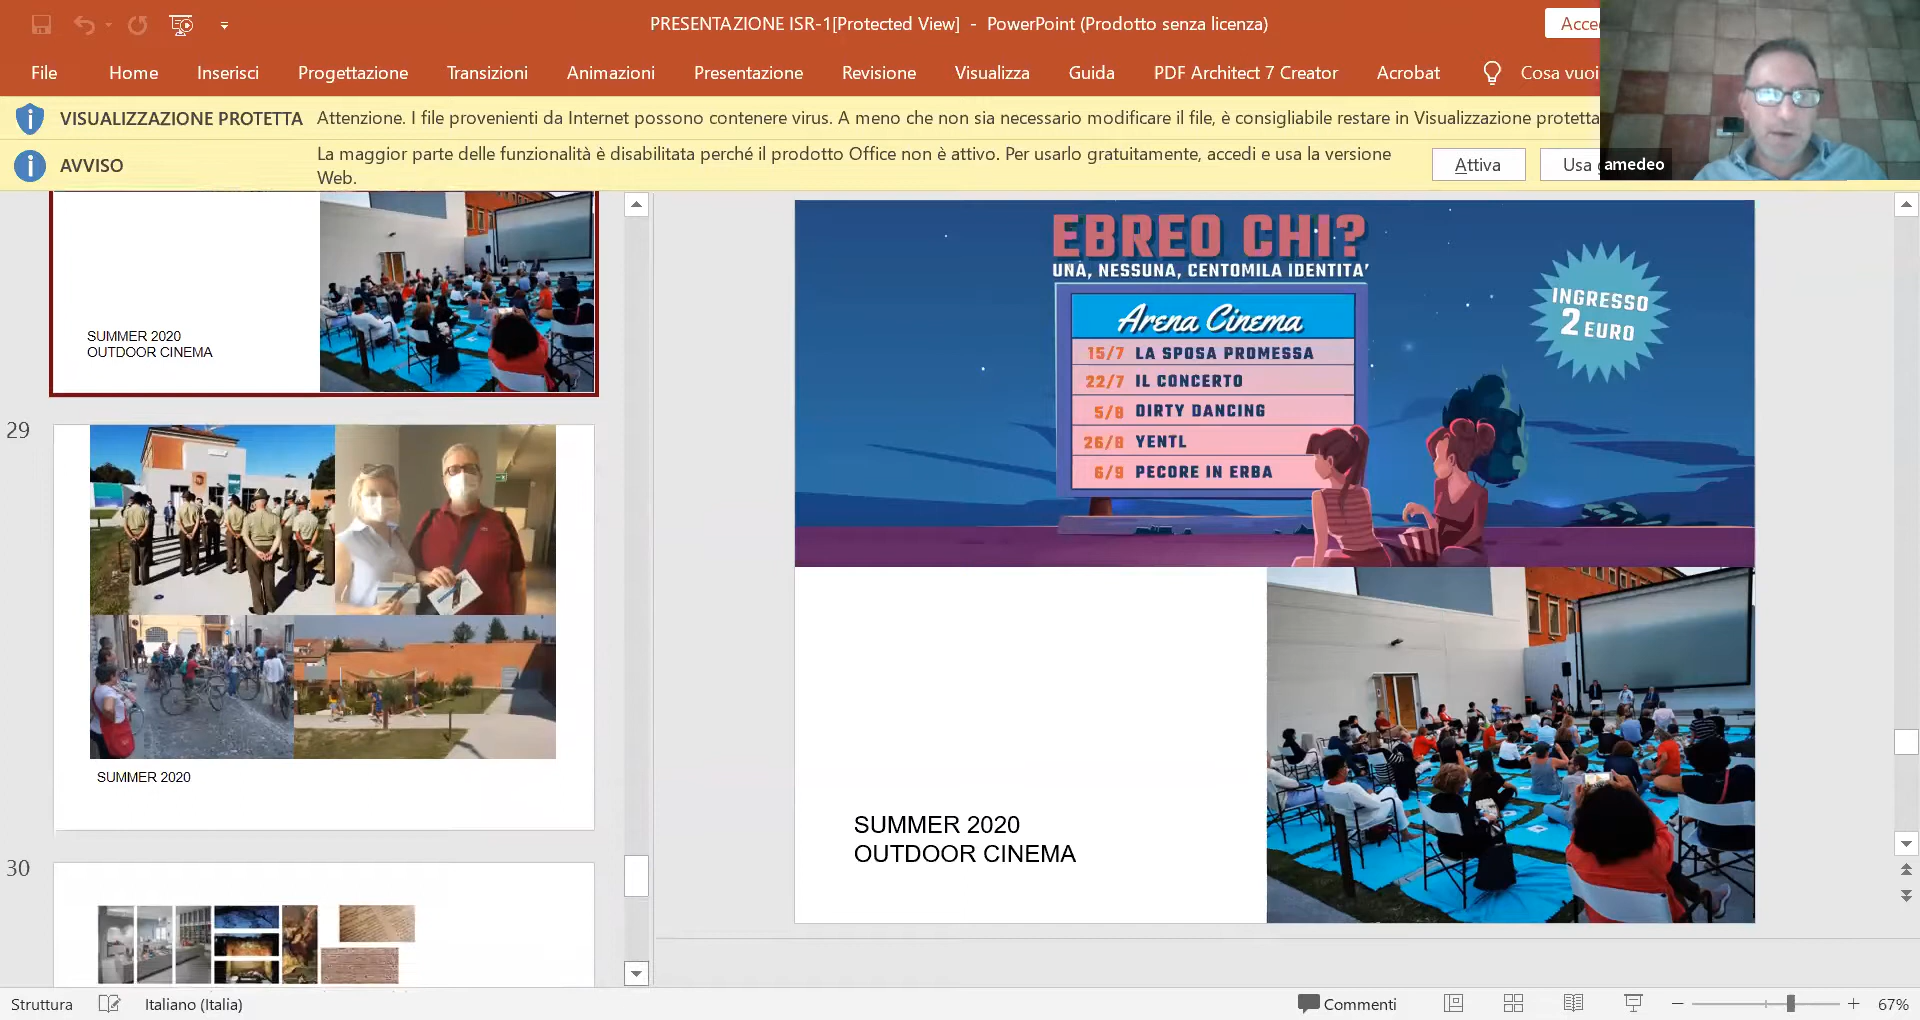 PRESENTAZIONE ISR-1[Protected View] - PowerPoint (Prodotto senza licenza)
File Home Inserisci Progettazione Transizioni Animazioni Presentazione Revisione Visualizza Guida PDF Architect 7 Creator Acrobat Cosa vuoi
VISUALIZZAZIONE PROTETTA Attenzione. I file provenienti da Internet possono contenere virus. A meno che non sia necessario modificare il file, è consigliabile restare in Visualizzazione protetta
AVVISO La maggior parte delle funzionalità è disabilitata perché il prodotto Office non è attivo. Per usarlo gratuitamente, accedi e usa la versione
Web.
Attiva
Usa
amedeo
SUMMER 2020
OUTDOOR CINEMA
29
SUMMER 2020
30
EBREO CHI?
UNA, NESSUNA, CENTOMILA IDENTITA'
Arena Cinema
15/7 LA SPOSA PROMESSA
22/7 IL CONCERTO
5/8 DIRTY DANCING
26/8 YENTL
6/9 PECORE IN ERBA
INGRESSO
2 EURO
SUMMER 2020
OUTDOOR CINEMA
Struttura Italiano (Italia) Commenti 67%